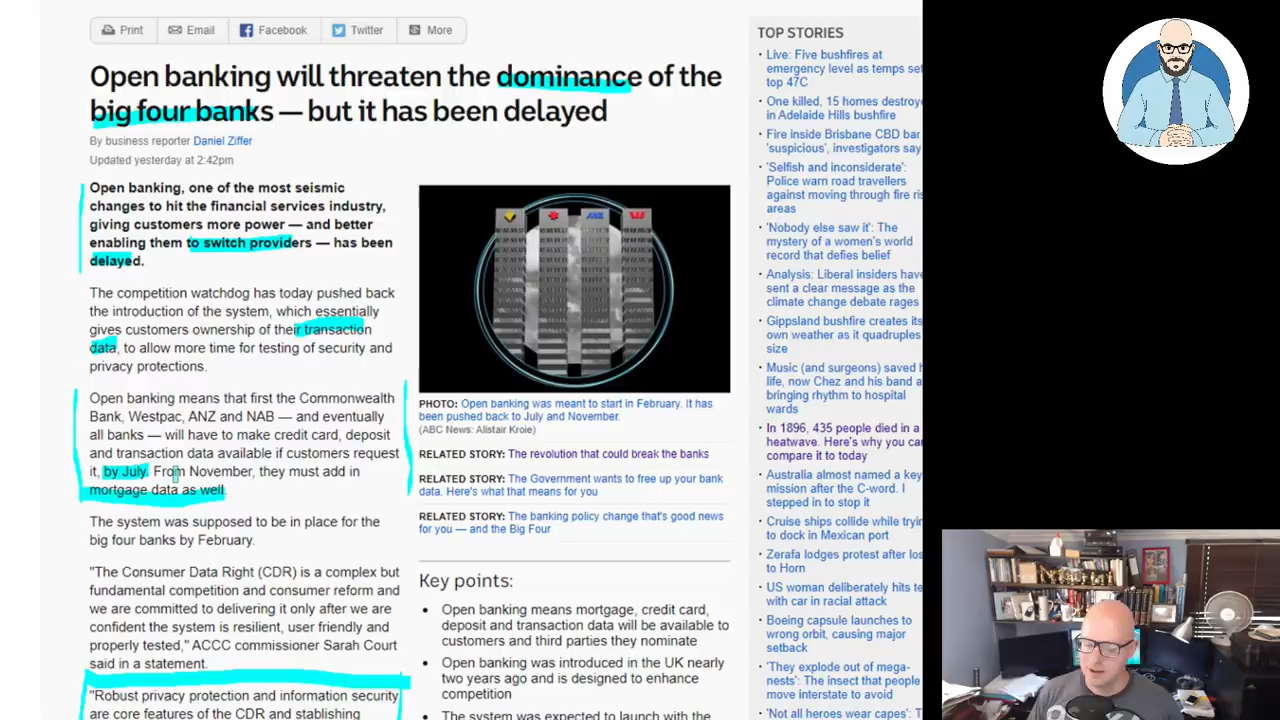 Print
Email
Facebook
Twitter
More
Open banking will threaten the dominance of the
big four banks — but it has been delayed
By business reporter Daniel Ziffer
Updated yesterday at 2:42pm
Open banking, one of the most seismic
changes to hit the financial services industry,
giving customers more power — and better
enabling them to switch providers — has been
delayed.
The competition watchdog has today pushed back
the introduction of the system, which essentially
gives customers ownership of their transaction
data, to allow more time for testing of security and
privacy protections.
Open banking means that first the Commonwealth
Bank, Westpac, ANZ and NAB — and eventually
all banks — will have to make credit card, deposit
and transaction data available if customers request
it, by July. From November, they must add in
mortgage data as well.
The system was supposed to be in place for the
big four banks by February.
"The Consumer Data Right (CDR) is a complex but
fundamental competition and consumer reform and
we are committed to delivering it only after we are
confident the system is resilient, user friendly and
properly tested," ACCC commissioner Sarah Court
said in a statement.
"Robust privacy protection and information security
are core features of the CDR and stablishing
ANZ
PHOTO: Open banking was meant to start in February. It has
been pushed back to July and November.
(ABC News: Alistair Kroie)
RELATED STORY: The revolution that could break the banks
RELATED STORY: The Government wants to free up your bank
data. Here's what that means for you
RELATED STORY: The banking policy change that's good news
for you — and the Big Four
Key points:
• Open banking means mortgage, credit card,
deposit and transaction data will be available to
customers and third parties they nominate
• Open banking was introduced in the UK nearly
two years ago and is designed to enhance
competition
• The system was expected to launch with the
TOP STORIES
• Live: Five bushfires at
emergency level as temps set
top 47C
• One killed, 15 homes destroye
in Adelaide Hills bushfire
• Fire inside Brisbane CBD bar
'suspicious', investigators say
• 'Selfish and inconsiderate':
Police warn road travellers
against moving through fire ris
areas
• 'Nobody else saw it': The
mystery of a women's world
record that defies belief
• Analysis: Liberal insiders have
sent a clear message as the
climate change debate rages
• Gippsland bushfire creates its
own weather as it quadruples
size
• Music (and surgeons) saved h
life, now Chez and his band a
bringing rhythm to hospital
wards
• In 1896, 435 people died in a
heatwave. Here's why you can
compare it to today
• Australia almost named a key
mission after the C-word. I
stepped in to stop it
• Cruise ships collide while tryin
to dock in Mexican port
• Zerafa lodges protest after los
to Horn
• US woman deliberately hits te
with car in racial attack
• Boeing capsule launches to
wrong orbit, causing major
setback
• 'They explode out of mega-
nests': The insect that people
move interstate to avoid
• 'Not all heroes wear capes': T